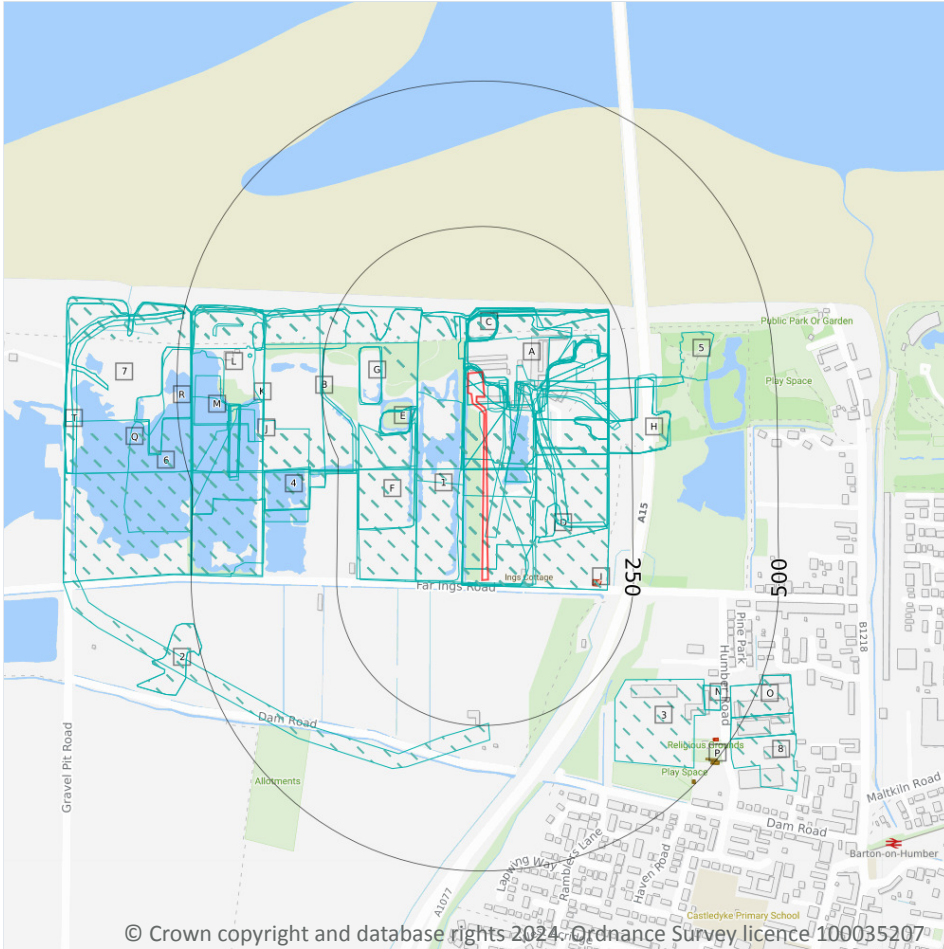 C
A
Public Park Or Garden
5
Play Space
7
L
G
K
B
R
M
E
T
Q
J
H
6
4
1
F
A15
D
I
Ings Cottage
250
500
Far Ings Road
Pine Park
B1218
2
Humber Road
N
O
3
Dam Road
Religious Grounds
P
8
Play Space
Gravel Pit Road
Allotments
Maltkiln Road
Dam Road
Barton-on-Humber
Lapwing Way
Ramblers Lane
Haven Road
A1077
Castledyke Primary School
© Crown copyright and database rights 2024. Ordnance Survey licence 100035207